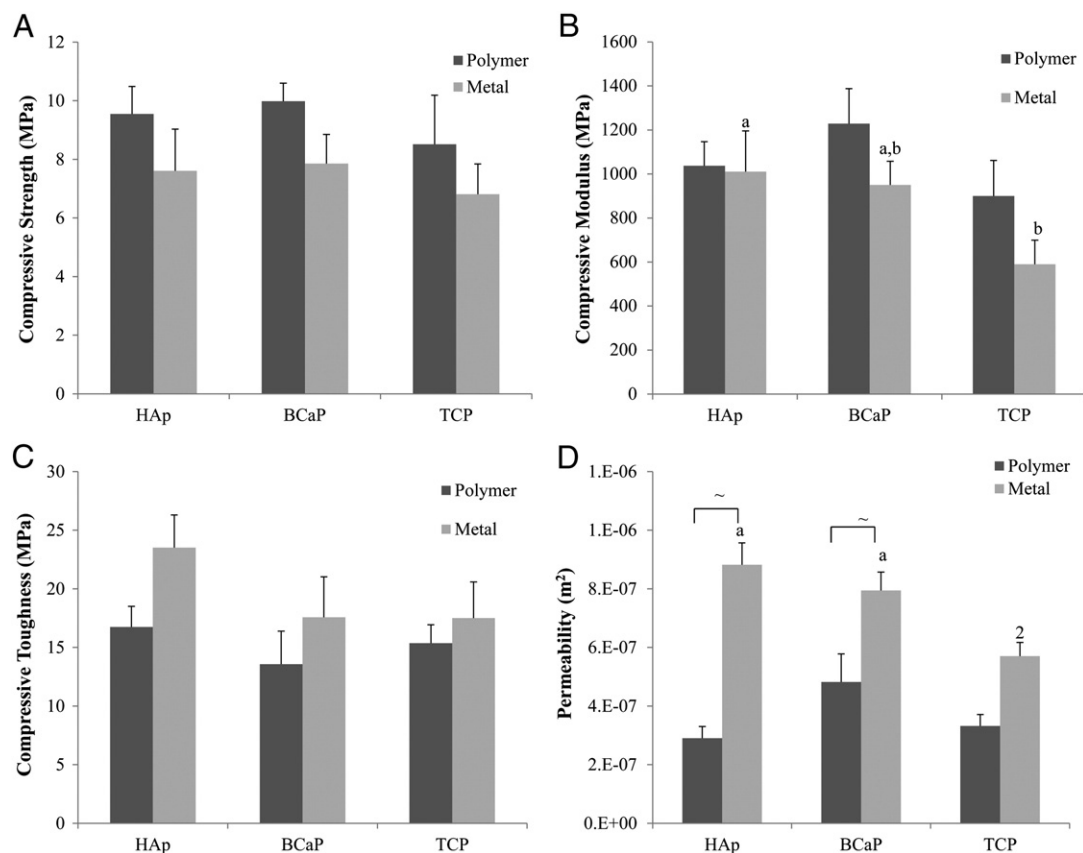 A
Compressive Strength (MPa)
12
10
8
6
4
2
0
Polymer
Metal
HAp
BCaP
TCP
B
Compressive Modulus (MPa)
1600
1400
1200
1000
800
600
400
200
0
Polymer
Metal
a
a,b
b
HAp
BCaP
TCP
C
Compressive Toughness (MPa)
30
25
20
15
10
5
0
Polymer
Metal
HAp
BCaP
TCP
D
Permeability (m²)
1.E-06
1.E-06
8.E-07
6.E-07
4.E-07
2.E-07
0.E+00
Polymer
Metal
~
a
~
a
2
HAp
BCaP
TCP